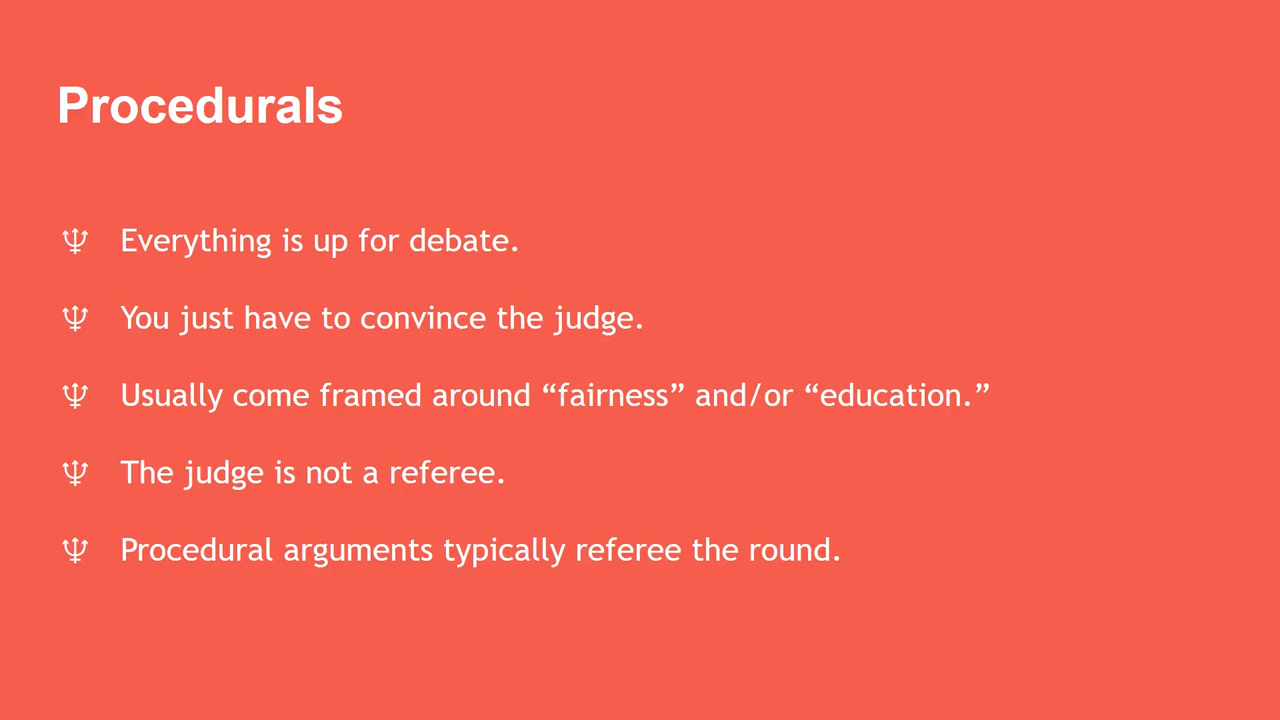 Procedurals
♆ Everything is up for debate.
♆ You just have to convince the judge.
♆ Usually come framed around “fairness” and/or “education.”
♆ The judge is not a referee.
♆ Procedural arguments typically referee the round.